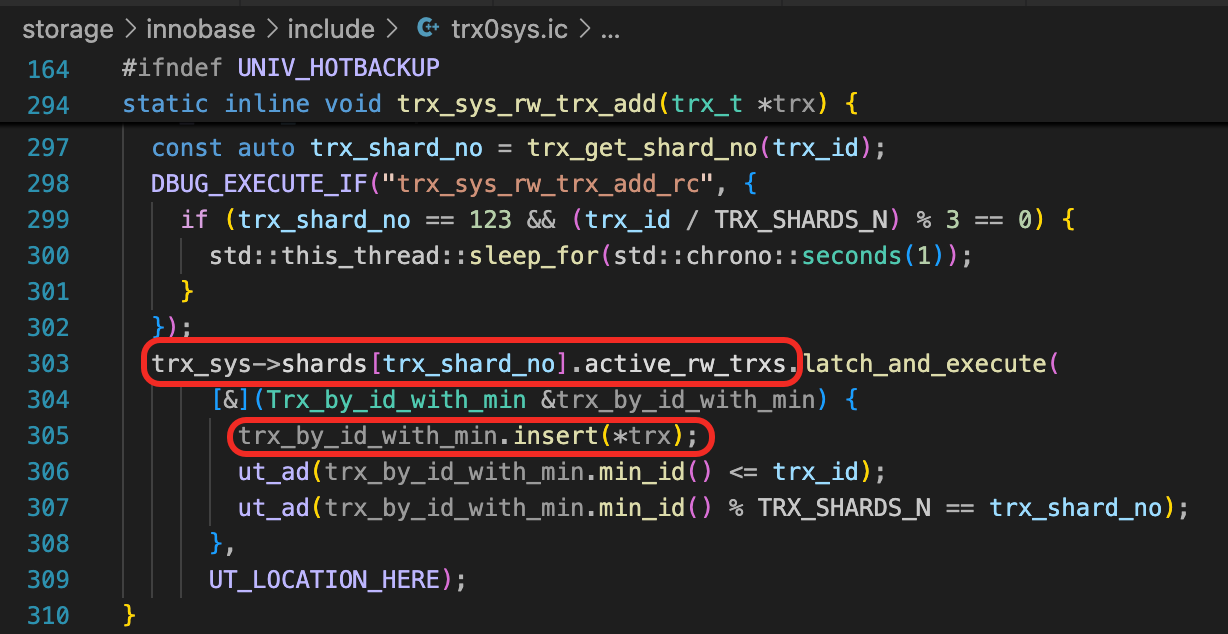 storage > innobase > include > trx0sys.ic > ...
164 #ifndef UNIV_HOTBACKUP
294 static inline void trx_sys_rw_trx_add(trx_t *trx) {
297 const auto trx_shard_no = trx_get_shard_no(trx_id);
298 DBUG_EXECUTE_IF("trx_sys_rw_trx_add_rc", {
299 if (trx_shard_no == 123 && (trx_id / TRX_SHARDS_N) % 3 == 0) {
300 std::this_thread::sleep_for(std::chrono::seconds(1));
301 }
302 });
303 trx_sys->shards[trx_shard_no].active_rw_trxs.latch_and_execute(
304 [&](Trx_by_id_with_min &trx_by_id_with_min) {
305 trx_by_id_with_min.insert(*trx);
306 ut_ad(trx_by_id_with_min.min_id() <= trx_id);
307 ut_ad(trx_by_id_with_min.min_id() % TRX_SHARDS_N == trx_shard_no);
308 },
309 UT_LOCATION_HERE);
310 }